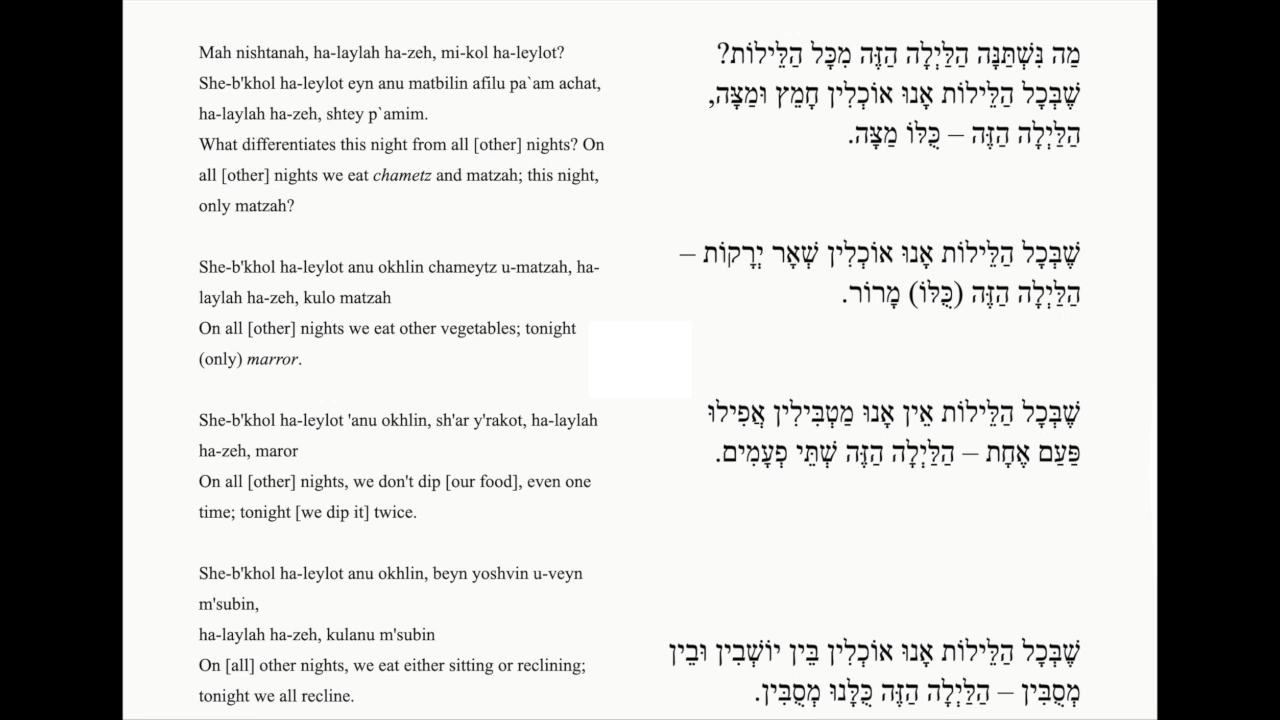 Mah nishtanah, ha-laylah ha-zeh, mi-kol ha-leylot?
She-b'khol ha-leylot eyn anu matbilin afilu pa`am achat,
ha-laylah ha-zeh, shtey p`amim.
What differentiates this night from all [other] nights? On
all [other] nights we eat chametz and matzah; this night,
only matzah?
She-b'khol ha-leylot anu okhlin chameytz u-matzah, ha-
laylah ha-zeh, kulo matzah
On all [other] nights we eat other vegetables; tonight
(only) marror.
She-b'khol ha-leylot 'anu okhlin, sh'ar y'rakot, ha-laylah
ha-zeh, maror
On all [other] nights, we don't dip [our food], even one
time; tonight [we dip it] twice.
She-b'khol ha-leylot anu okhlin, beyn yoshvin u-veyn
m'subin,
ha-laylah ha-zeh, kulanu m'subin
On [all] other nights, we eat either sitting or reclining;
tonight we all recline.
מַה נִּשְׁתַּנָּה הַלַּיְלָה הַזֶּה מִכָּל הַלֵּילוֹת?
שֶׁבְּכָל הַלֵּילוֹת אָנוּ אוֹכְלִין חָמֵץ וּמַצָּה,
הַלַּיְלָה הַזֶּה – כֻּלּוֹ מַצָּה.
שֶׁבְּכָל הַלֵּילוֹת אָנוּ אוֹכְלִין שְׁאָר יְרָקוֹת –
הַלַּיְלָה הַזֶּה (כֻּלּוֹ) מָרוֹר.
שֶׁבְּכָל הַלֵּילוֹת אֵין אָנוּ מַטְבִּילִין אֲפִילוּ
פַּעַם אֶחָת – הַלַּיְלָה הַזֶּה שְׁתֵּי פְעָמִים.
שֶׁבְּכָל הַלֵּילוֹת אָנוּ אוֹכְלִין בֵּין יוֹשְׁבִין וּבֵין
מְסֻבִּין – הַלַּיְלָה הַזֶּה כֻּלָּנוּ מְסֻבִּין.